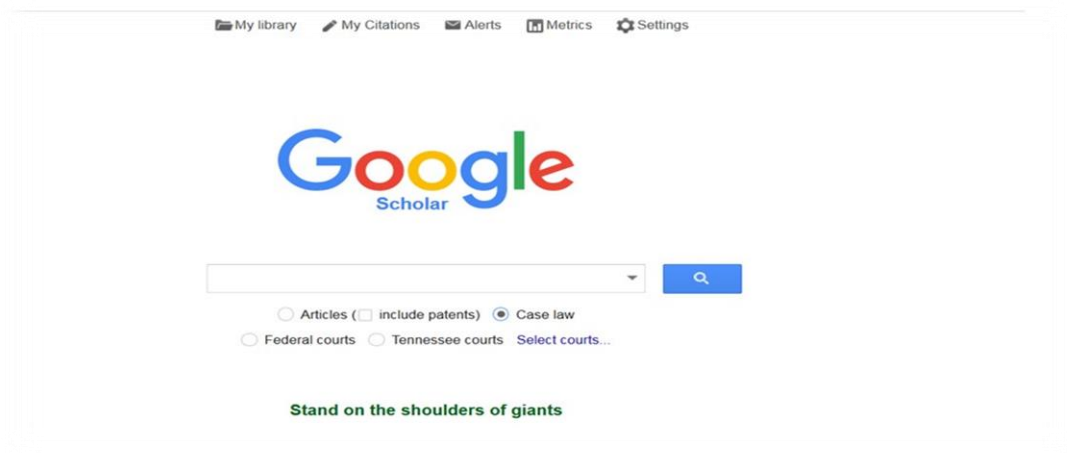 My library My Citations Alerts Metrics Settings
Google
Scholar
Articles ( include patents) Case law
Federal courts Tennessee courts Select courts...
Stand on the shoulders of giants